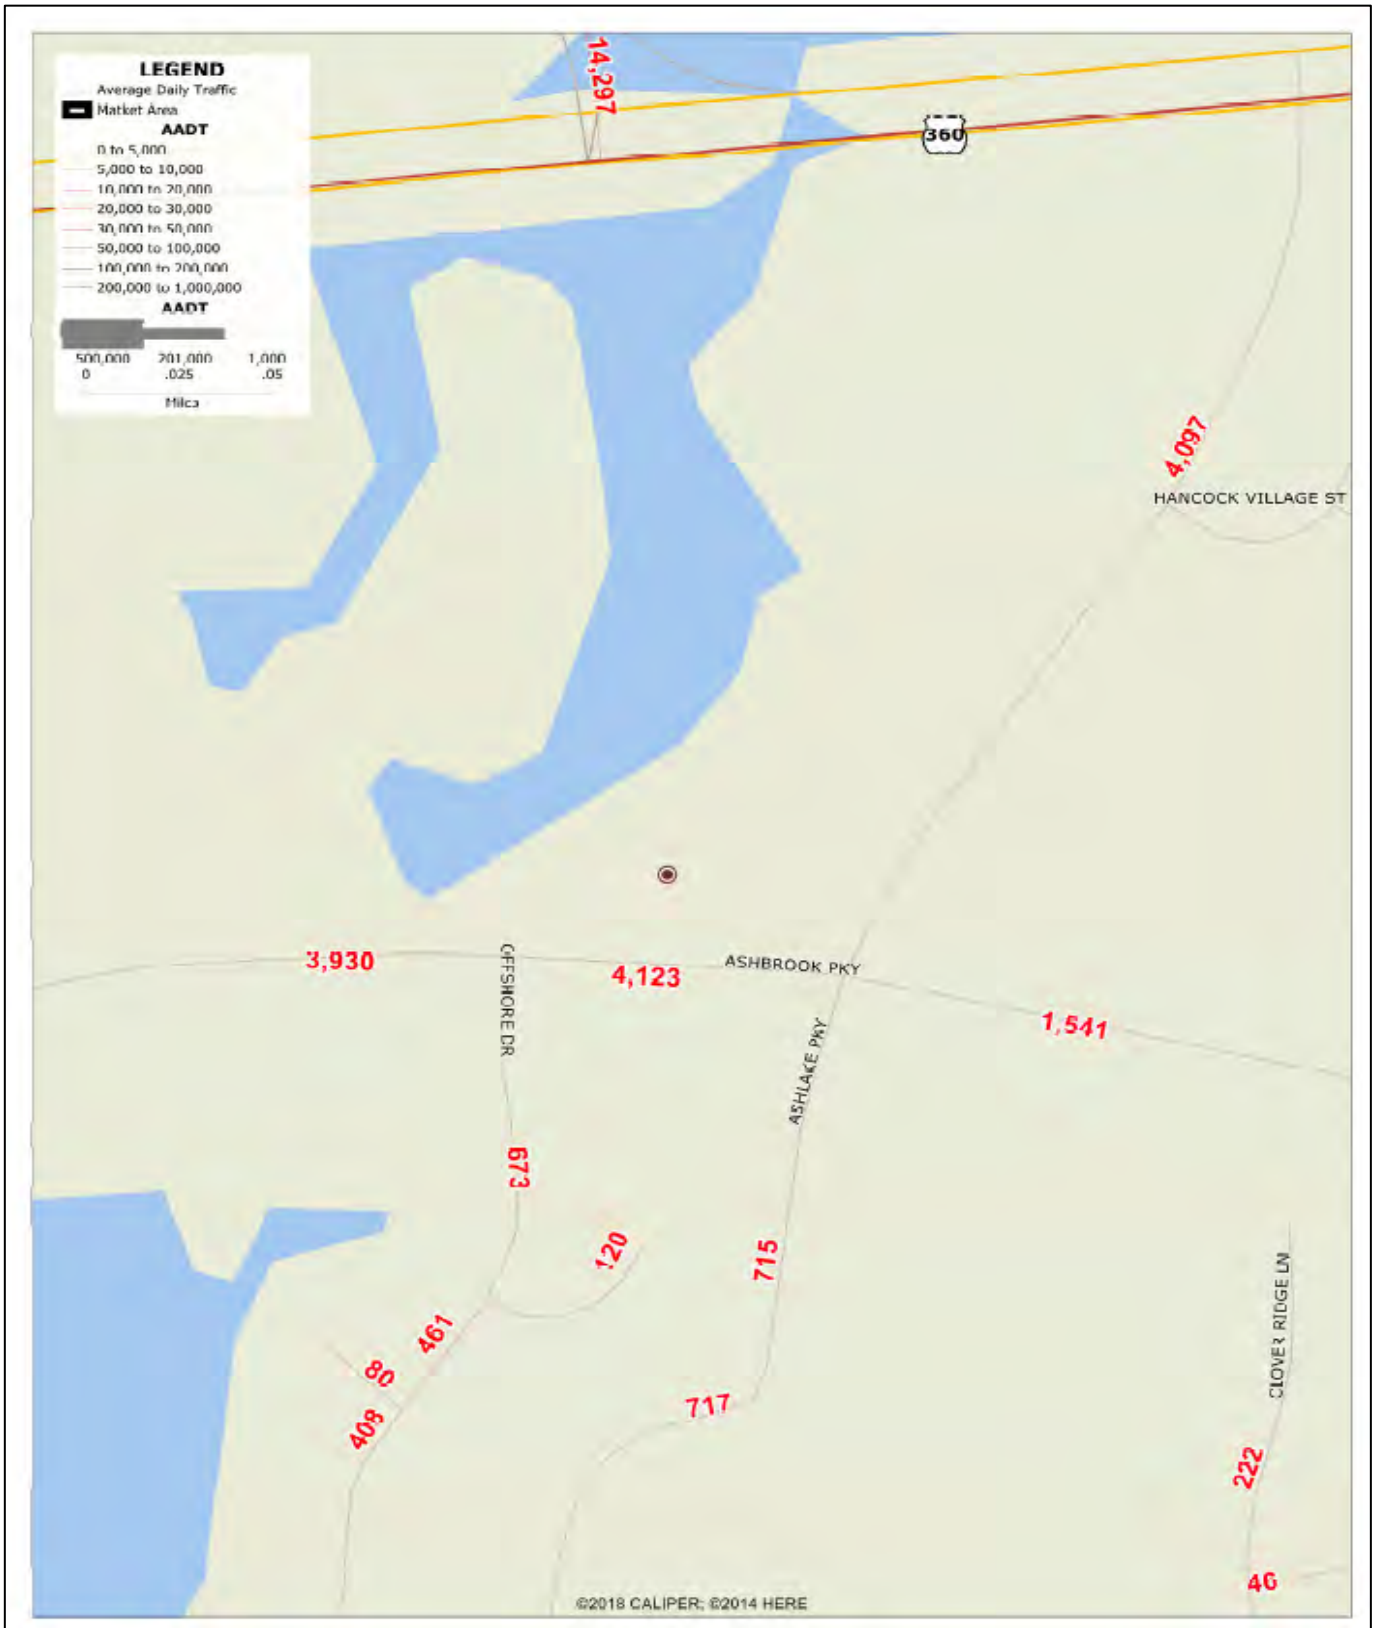 14,297
LEGEND
Average Daily Traffic
Market Area
AADT
0 to 5,000
5,000 to 10,000
10,000 to 20,000
20,000 to 30,000
30,000 to 50,000
50,000 to 100,000
100,000 to 200,000
200,000 to 1,000,000
AADT
500,000 201,000 1,000
0 .025 .05
Miles
360
4,097
HANCOCK VILLAGE ST
3,930
OFFSHORE DR
4,123
ASHBROOK PKY
1,541
ASHLAKE PKY
673
120
715
461
80
408
717
CLOVER RIDGE LN
222
46
©2018 CALIPER; ©2014 HERE